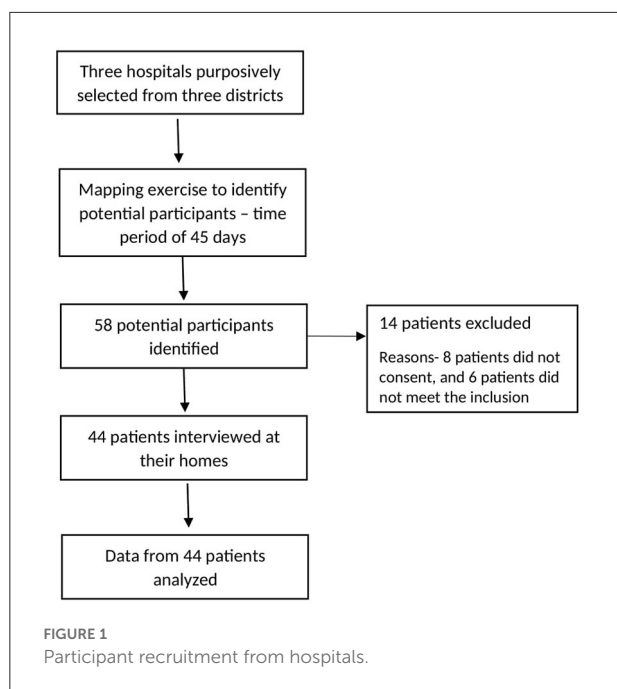 Three hospitals purposively
selected from three districts
Mapping exercise to identify
potential participants – time
period of 45 days
58 potential participants
identified
14 patients excluded
Reasons- 8 patients did not
consent, and 6 patients did
not meet the inclusion
44 patients interviewed at
their homes
Data from 44 patients
analyzed
FIGURE 1
Participant recruitment from hospitals.